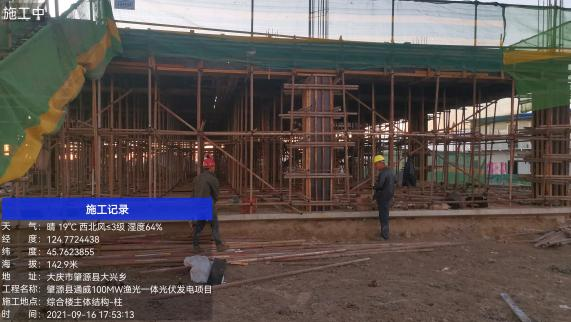 施工中
施工记录
天　气：晴 19℃ 西北风≤3级 湿度64%
经　度：124.7724438
纬　度：45.7623855
海　拔：142.9米
地　址：大庆市肇源县大兴乡
工程名称：肇源县通威100MW渔光一体光伏发电项目
施工地点：综合楼主体结构-柱
时　间：2021-09-16 17:53:13